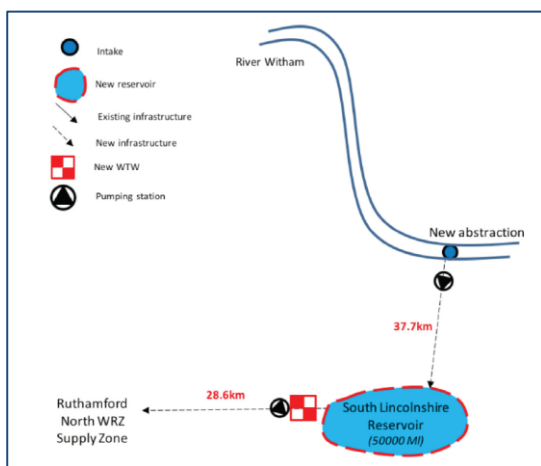 Intake
New reservoir
Existing infrastructure
New infrastructure
New WTW
Pumping station
River Witham
New abstraction
37.7km
28.6km
Ruthamford
North WRZ
Supply Zone
South Lincolnshire
Reservoir
(50000 Ml)